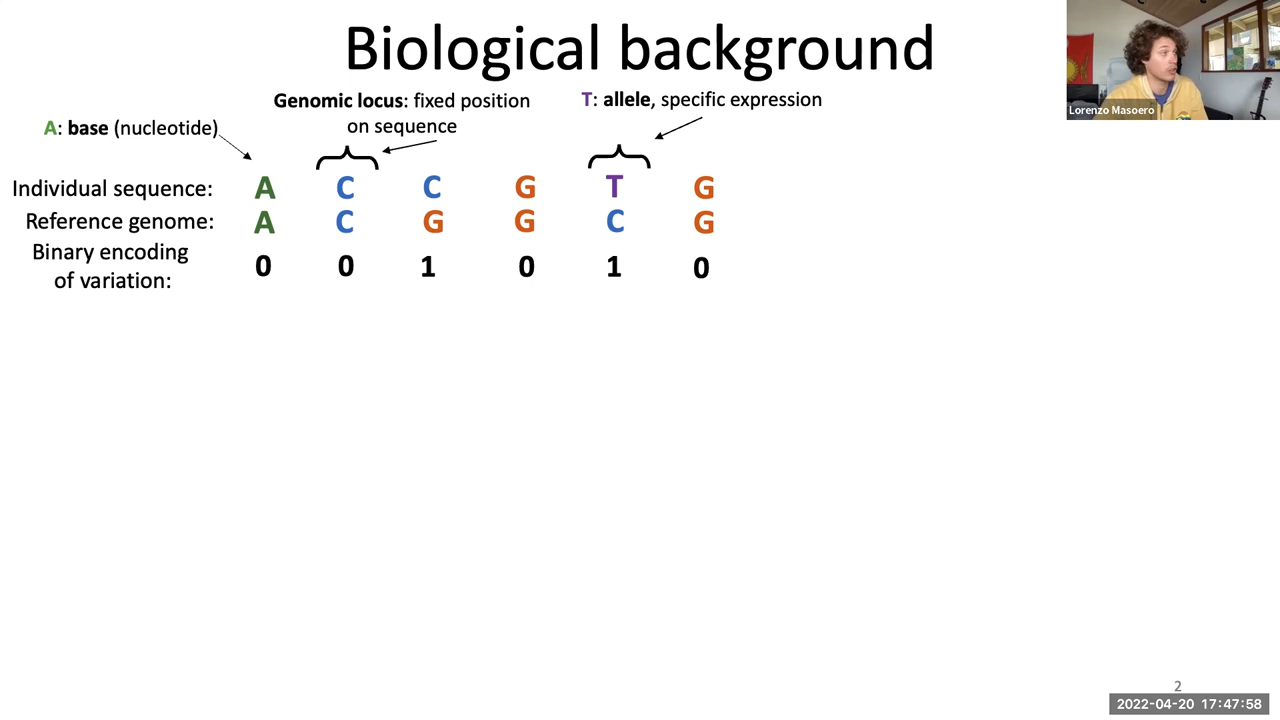 Biological background
Lorenzo Masoero
Genomic locus: fixed position
on sequence
T: allele, specific expression
A: base (nucleotide)
Individual sequence: A C C G T G
Reference genome: A C G G C G
Binary encoding
of variation: 0 0 1 0 1 0
2
2022-04-20 17:47:58